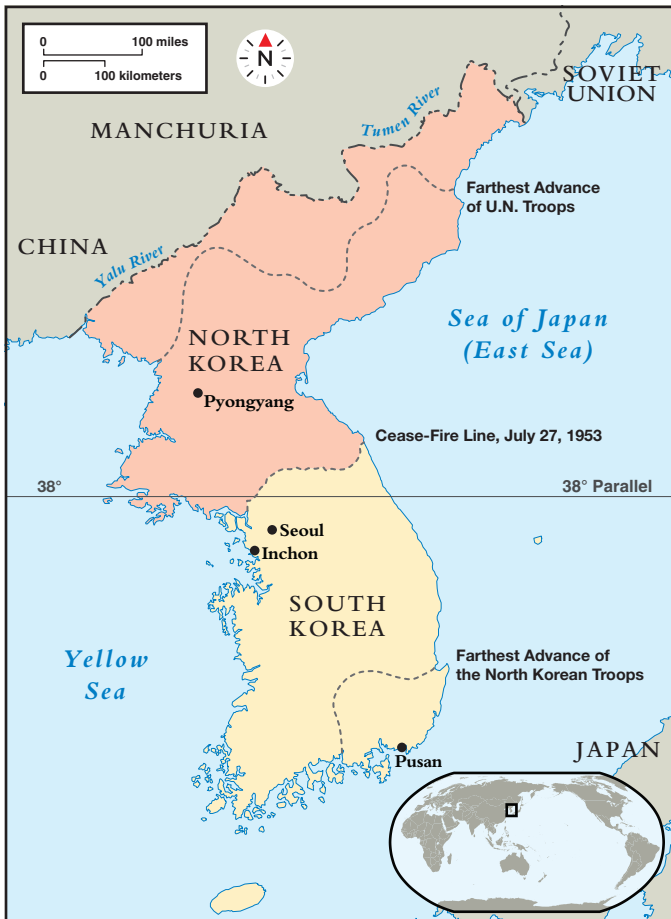 0 100 miles
0 100 kilometers
N
SOVIET
UNION
MANCHURIA
Tumen River
Farthest Advance
of U.N. Troops
CHINA
Yalu River
Sea of Japan
(East Sea)
NORTH
KOREA
Pyongyang
Cease-Fire Line, July 27, 1953
38°
38° Parallel
Seoul
Inchon
SOUTH
KOREA
Yellow
Sea
Farthest Advance of
the North Korean Troops
JAPAN
Pusan